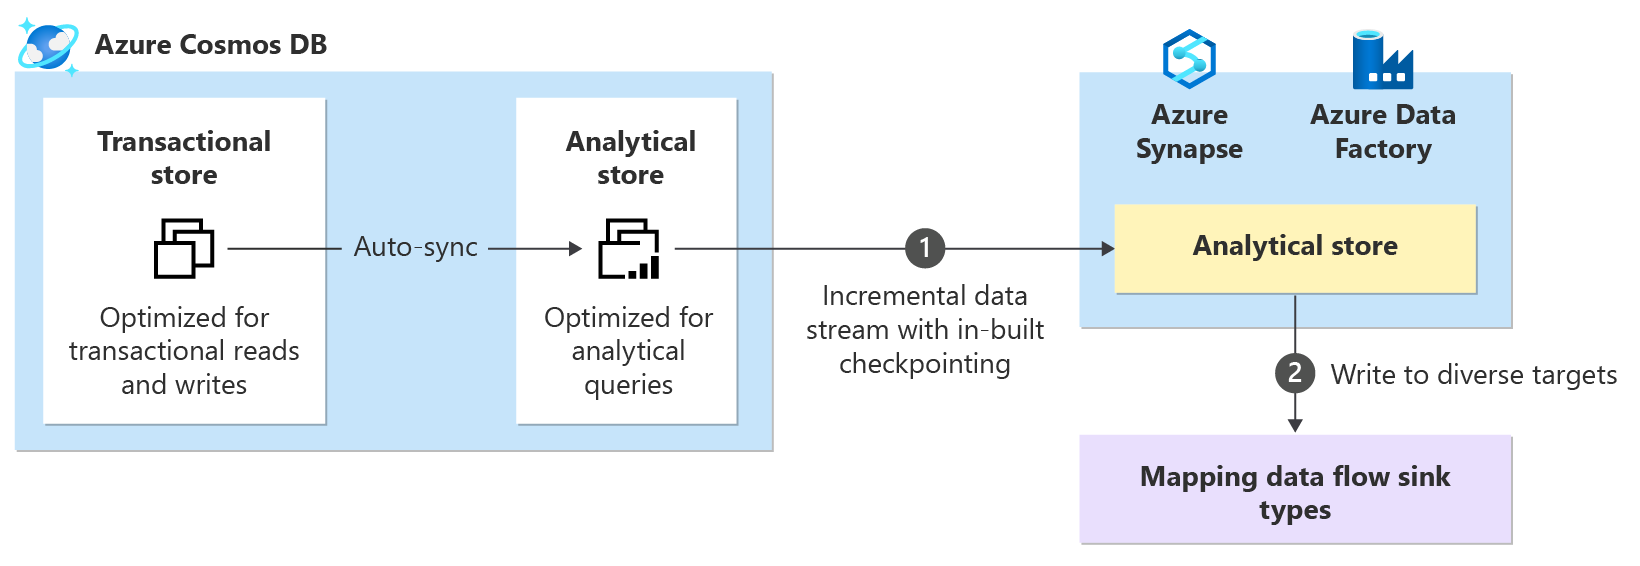 Azure Cosmos DB
Transactional
store
Optimized for
transactional reads
and writes
Auto-sync
Analytical
store
Optimized for
analytical
queries
1
Incremental data
stream with in-built
checkpointing
Azure
Synapse
Azure Data
Factory
Analytical store
2
Write to diverse targets
Mapping data flow sink
types